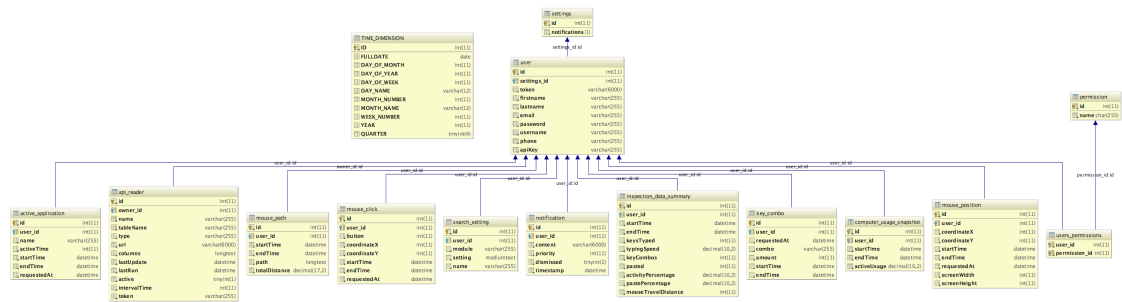 settings
id int(11)
notifications (1)
settings_id:id
TIME_DIMENSION
ID int(11)
FULLDATE date
DAY_OF_MONTH int(11)
DAY_OF_YEAR int(11)
DAY_OF_WEEK int(11)
DAY_NAME varchar(12)
MONTH_NUMBER int(11)
MONTH_NAME varchar(12)
WEEK_NUMBER int(11)
YEAR int(11)
QUARTER tinyint(4)
user
id int(11)
settings_id int(11)
token varchar(6000)
firstname varchar(255)
lastname varchar(255)
email varchar(255)
password varchar(255)
username varchar(255)
phone varchar(255)
apiKey varchar(255)
permission
id int(11)
name char(255)
permission_id:id
user_id:id
owner_id:id
user_id:id
user_id:id
user_id:id
user_id:id
user_id:id
user_id:id
user_id:id
user_id:id
user_id:id
active_application
id int(11)
user_id int(11)
name varchar(255)
activeTime int(11)
startTime datetime
endTime datetime
requestedAt datetime
api_reader
id int(11)
owner_id int(11)
name varchar(255)
tableName varchar(255)
type varchar(255)
url varchar(6000)
columns longtext
lastUpdate datetime
lastRun datetime
active tinyint(1)
intervalTime int(11)
token varchar(255)
mouse_path
id int(11)
user_id int(11)
startTime datetime
endTime datetime
path longtext
totalDistance decimal(17,2)
mouse_click
id int(11)
user_id int(11)
button int(11)
coordinateX int(11)
coordinateY int(11)
startTime datetime
endTime datetime
requestedAt datetime
search_setting
id int(11)
user_id int(11)
module varchar(255)
setting mediumtext
name varchar(255)
notification
id int(11)
user_id int(11)
content varchar(6000)
priority int(11)
dismissed tinyint(1)
timestamp datetime
inspection_data_summary
id int(11)
user_id int(11)
startTime datetime
endTime datetime
keysTyped int(11)
typingSpeed decimal(10,2)
keyCombos int(11)
pasted int(11)
activityPercentage decimal(10,2)
pastePercentage decimal(10,2)
mouseTravelDistance int(11)
key_combo
id int(11)
user_id int(11)
requestedAt datetime
combo varchar(255)
amount int(11)
startTime datetime
endTime datetime
computer_usage_snapshot
id int(11)
user_id int(11)
startTime datetime
endTime datetime
activeUsage decimal(10,2)
mouse_position
id int(11)
user_id int(11)
coordinateX int(11)
coordinateY int(11)
startTime datetime
endTime datetime
requestedAt datetime
screenWidth int(11)
screenHeight int(11)
users_permissions
user_id int(11)
permission_id int(11)